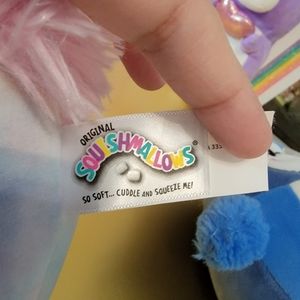 ORIGINAL
SQUISHMALLOWS®
SO SOFT... CUDDLE AND SQUEEZE ME!